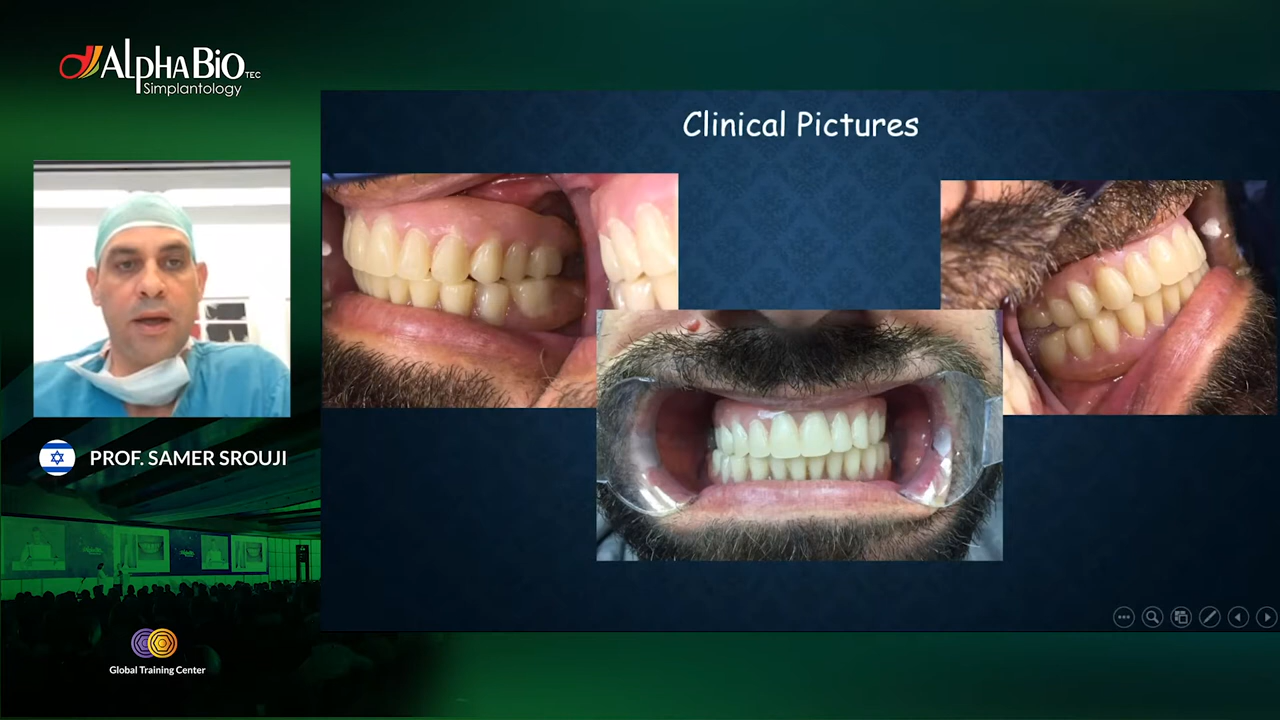 AlphaBio TEC
Simplantology
Clinical Pictures
PROF. SAMER SROUJI
Global Training Center